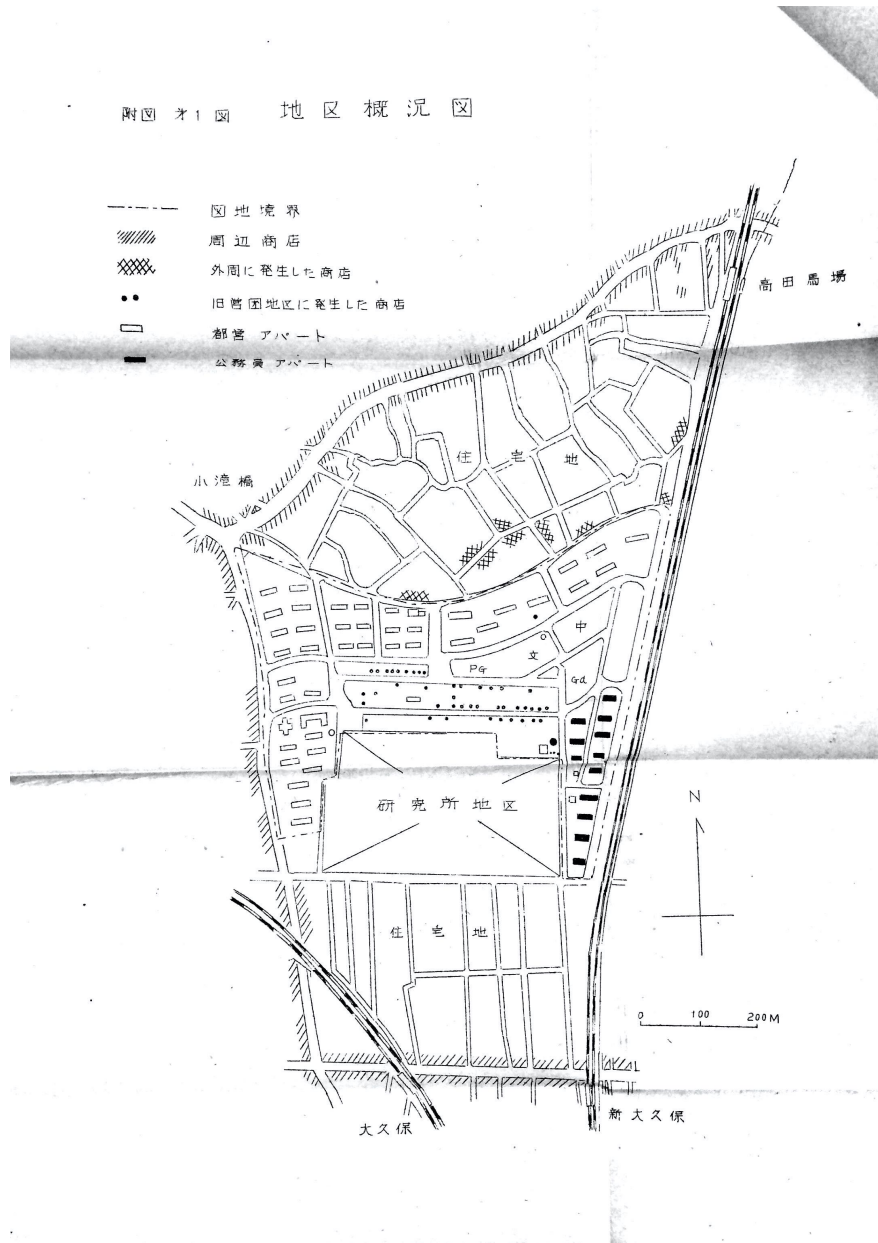 附図 才1図 地区概況図
図地境界
周辺商店
外周に発生した商店
旧営団地区に発生した商店
都営アパート
公務員アパート
高田馬場
小滝橋
住宅地
中
文
PG
Gd
研究所地区
N
住宅地
0 100 200M
新大久保
大久保